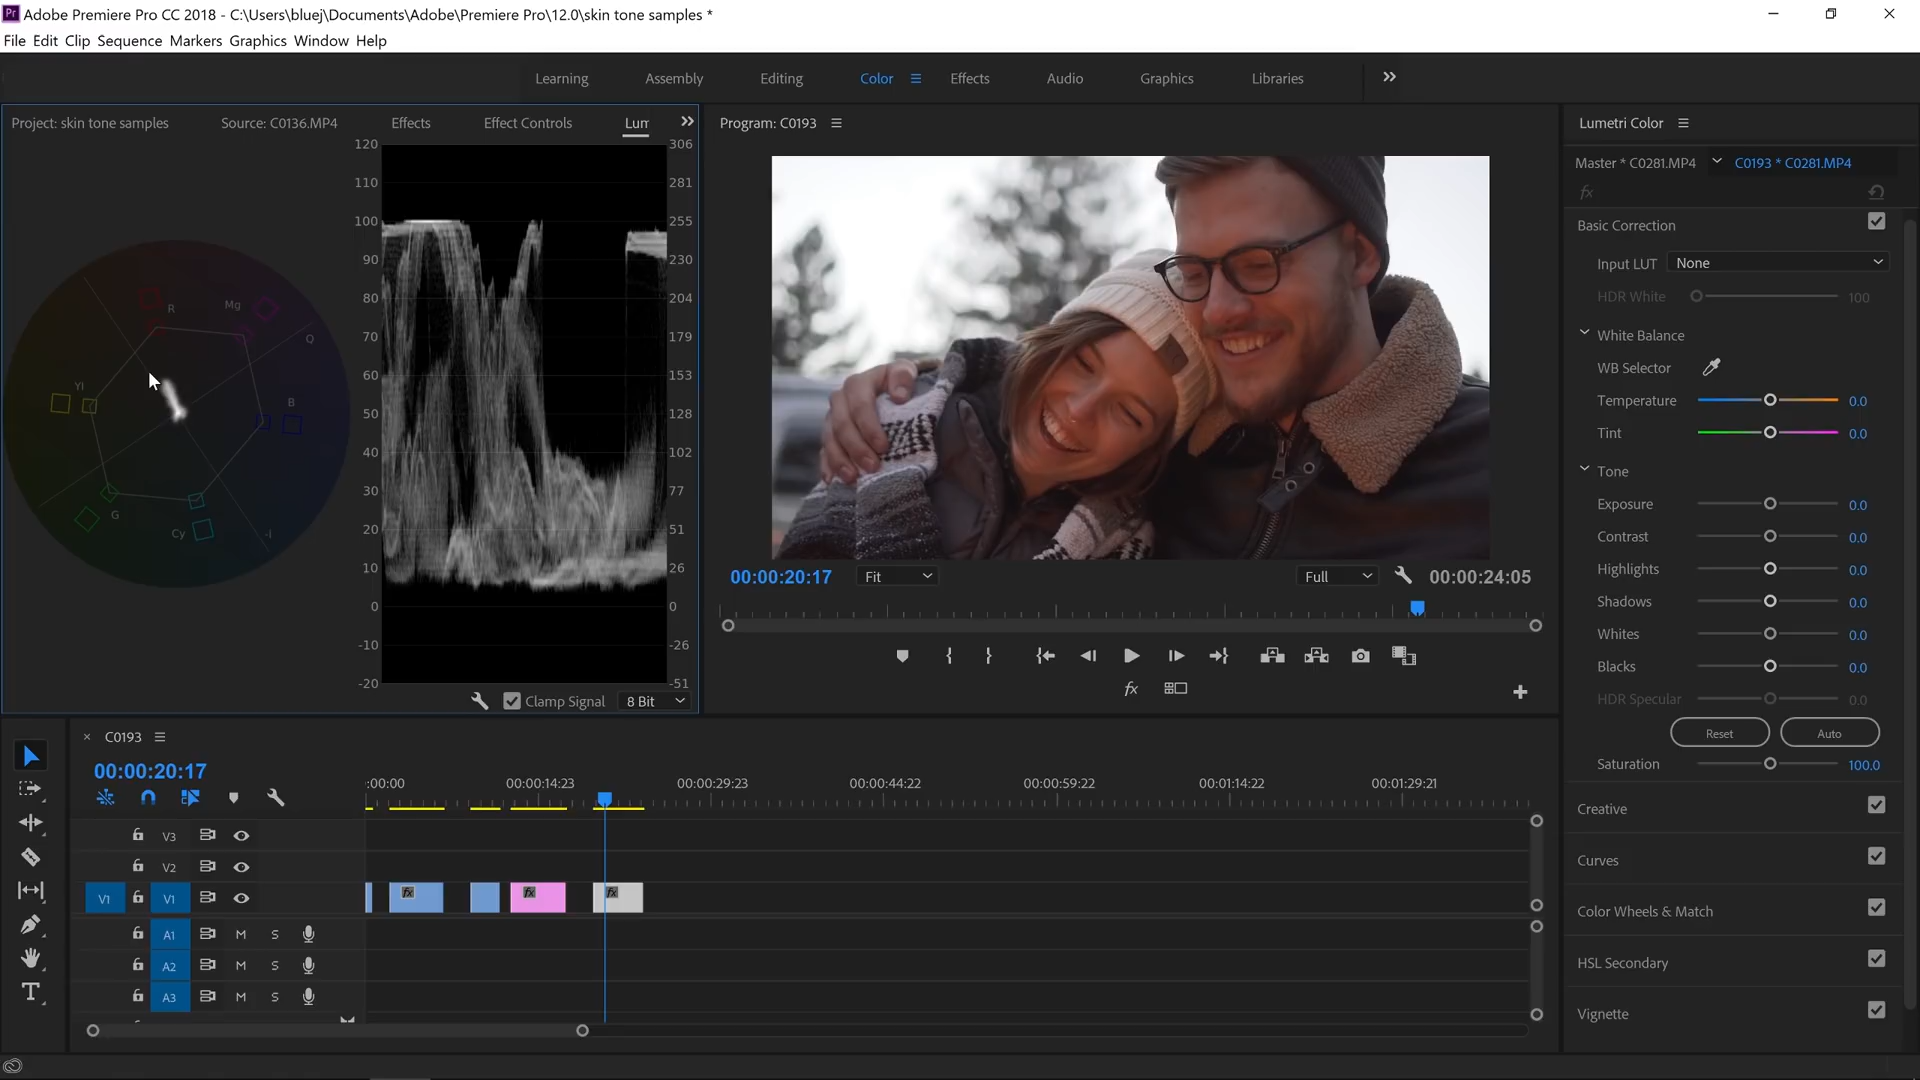 Pr Adobe Premiere Pro CC 2018 - C:\Users\bluej\Documents\Adobe\Premiere Pro\12.0\skin tone samples *
File Edit Clip Sequence Markers Graphics Window Help
Learning Assembly Editing Color Effects Audio Graphics Libraries
Project: skin tone samples Source: C0136.MP4 Effects Effect Controls Lum
120 306
110 281
100 255
90 230
80 204
70 179
60 153
50 128
40 102
30 77
20 51
10 26
0 0
-10 -26
-20 -51
R Mg Q
Yl B
G Cy -I
Clamp Signal 8 Bit
Program: C0193
00:00:20:17 Fit Full 00:00:24:05
fx
Lumetri Color
Master * C0281.MP4 C0193 * C0281.MP4
fx
Basic Correction
Input LUT None
HDR White 100
White Balance
WB Selector
Temperature 0.0
Tint 0.0
Tone
Exposure 0.0
Contrast 0.0
Highlights 0.0
Shadows 0.0
Whites 0.0
Blacks 0.0
HDR Specular 0.0
Reset Auto
Saturation 100.0
Creative
Curves
Color Wheels & Match
HSL Secondary
Vignette
× C0193
00:00:20:17
:00:00 00:00:14:23 00:00:29:23 00:00:44:22 00:00:59:22 00:01:14:22 00:01:29:21
V3
V2
V1 V1 fx fx fx
A1 M S
A2 M S
A3 M S
T